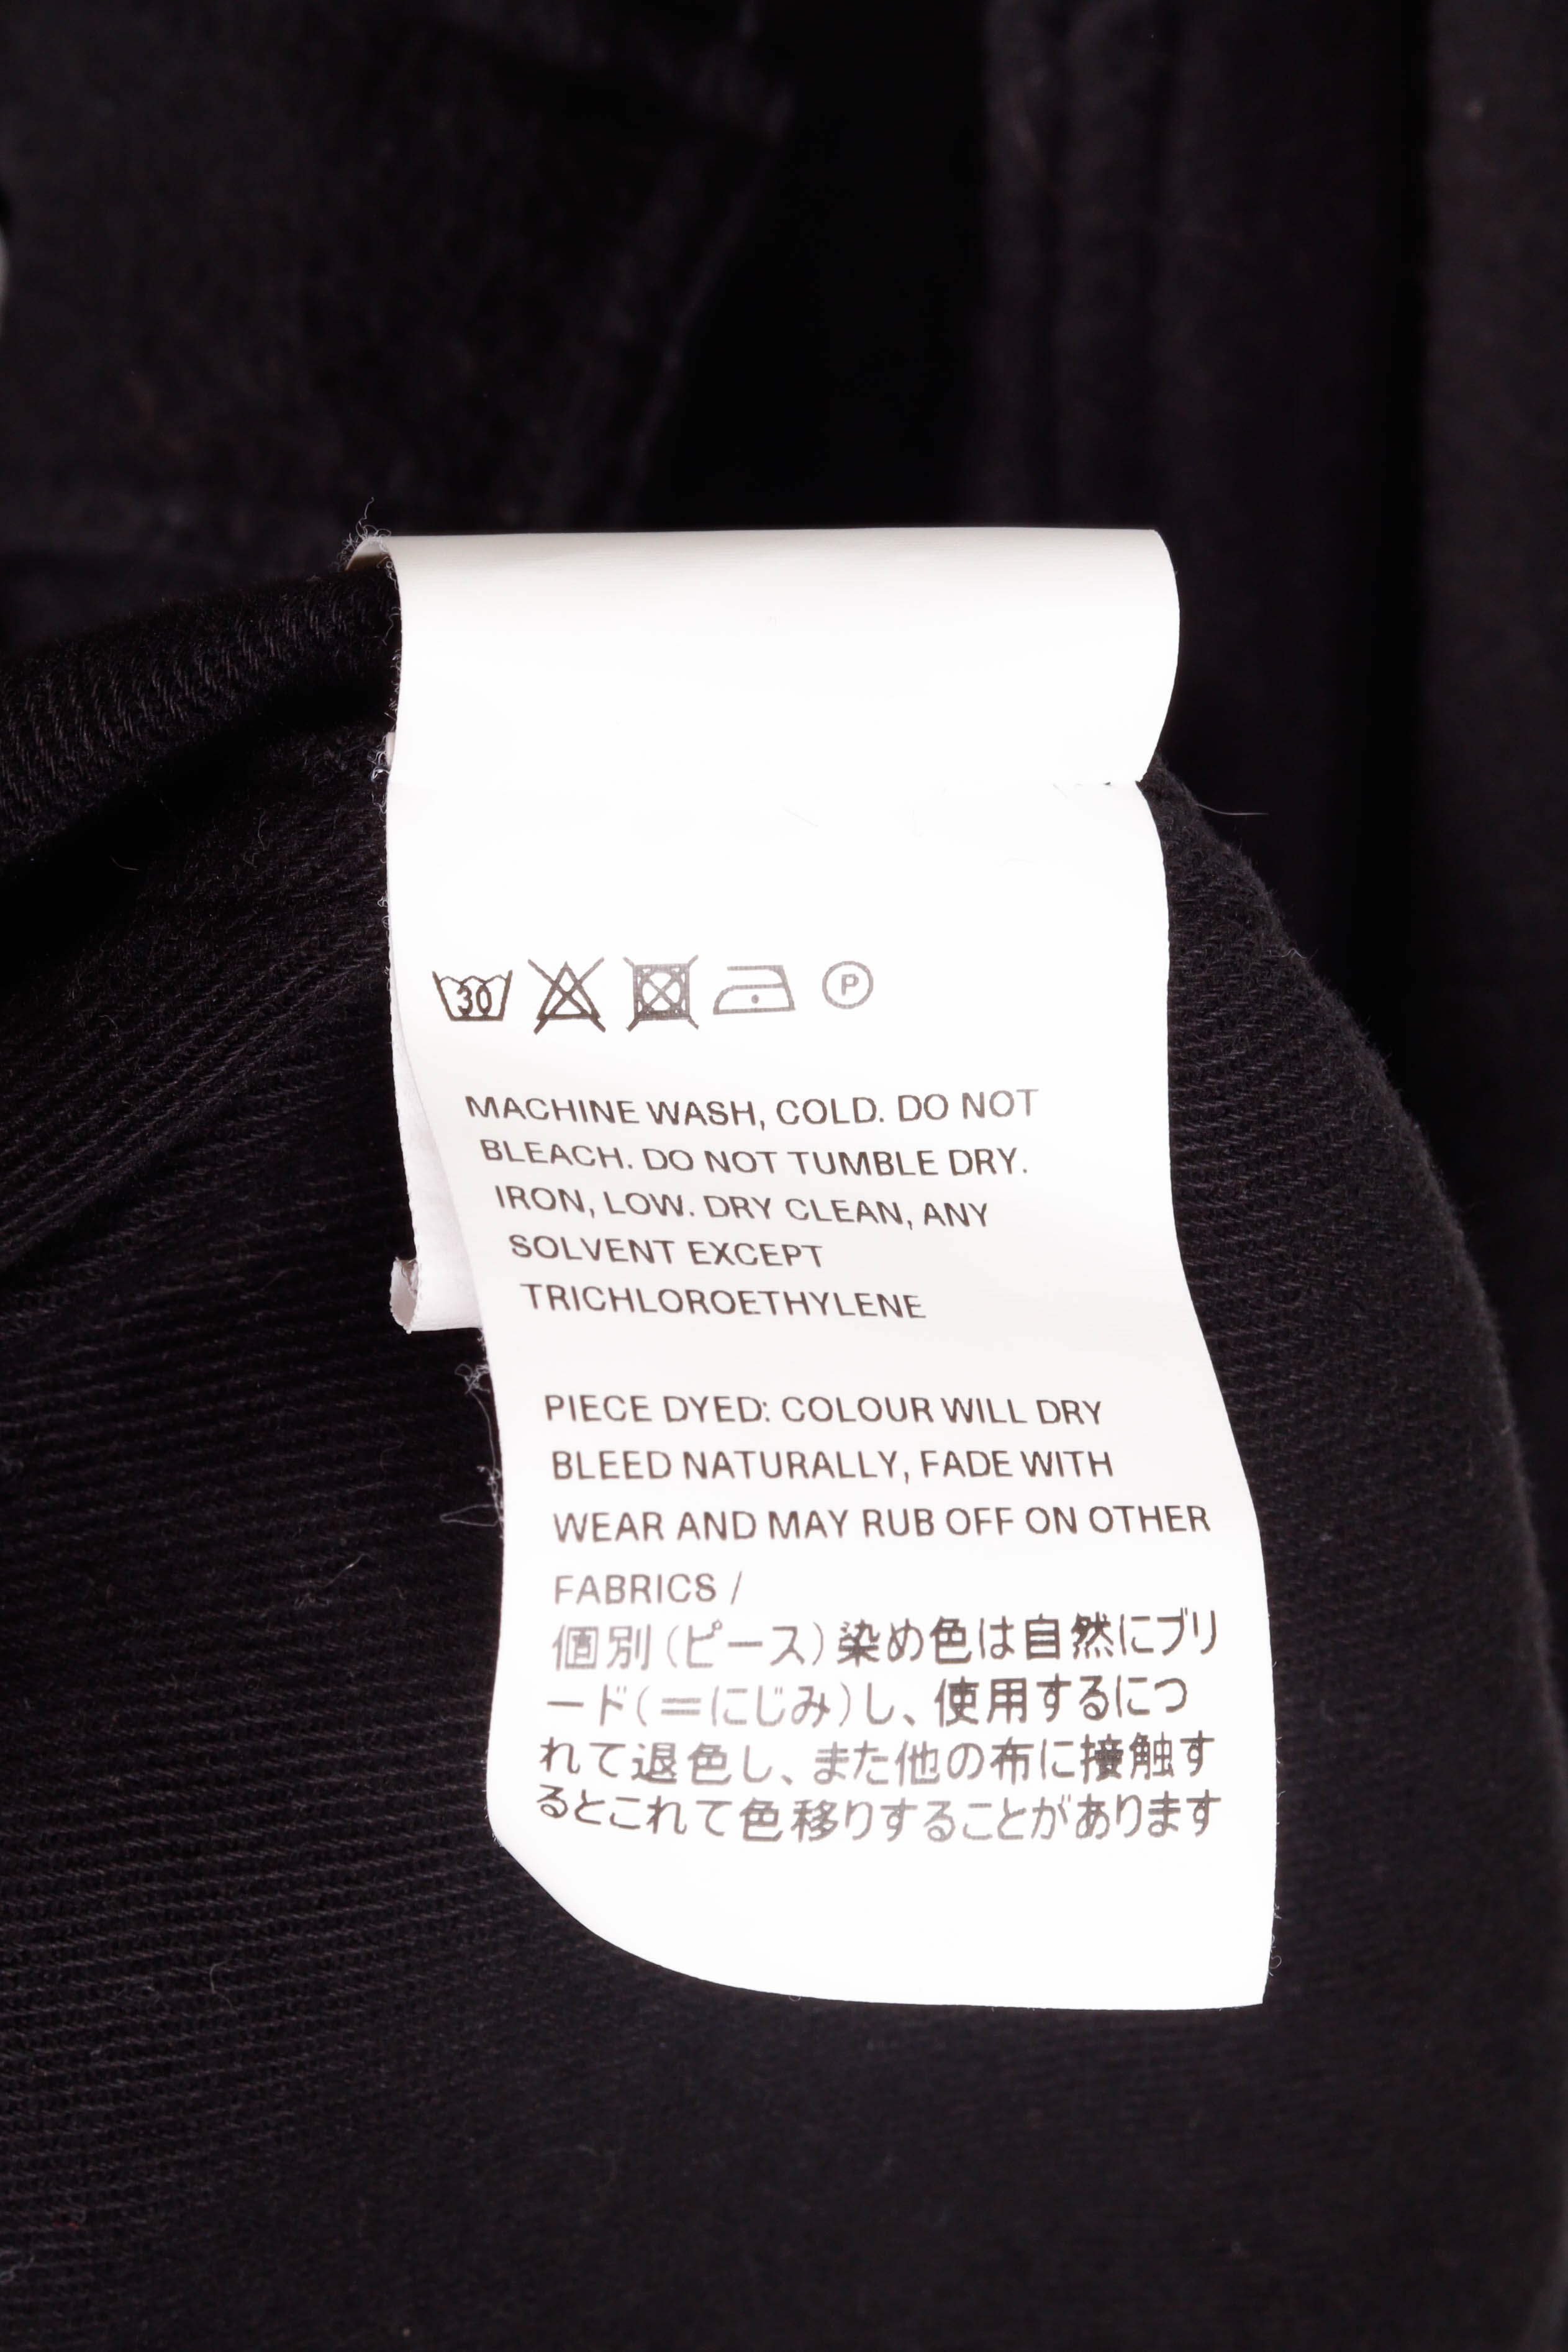 30 P
MACHINE WASH, COLD. DO NOT
BLEACH. DO NOT TUMBLE DRY.
IRON, LOW. DRY CLEAN, ANY
SOLVENT EXCEPT
TRICHLOROETHYLENE
PIECE DYED: COLOUR WILL DRY
BLEED NATURALLY, FADE WITH
WEAR AND MAY RUB OFF ON OTHER
FABRICS /
個別(ピース)染め色は自然にブリ
ード(=にじみ)し、使用するにつ
れて退色し、また他の布に接触す
るとこれて色移りすることがあります